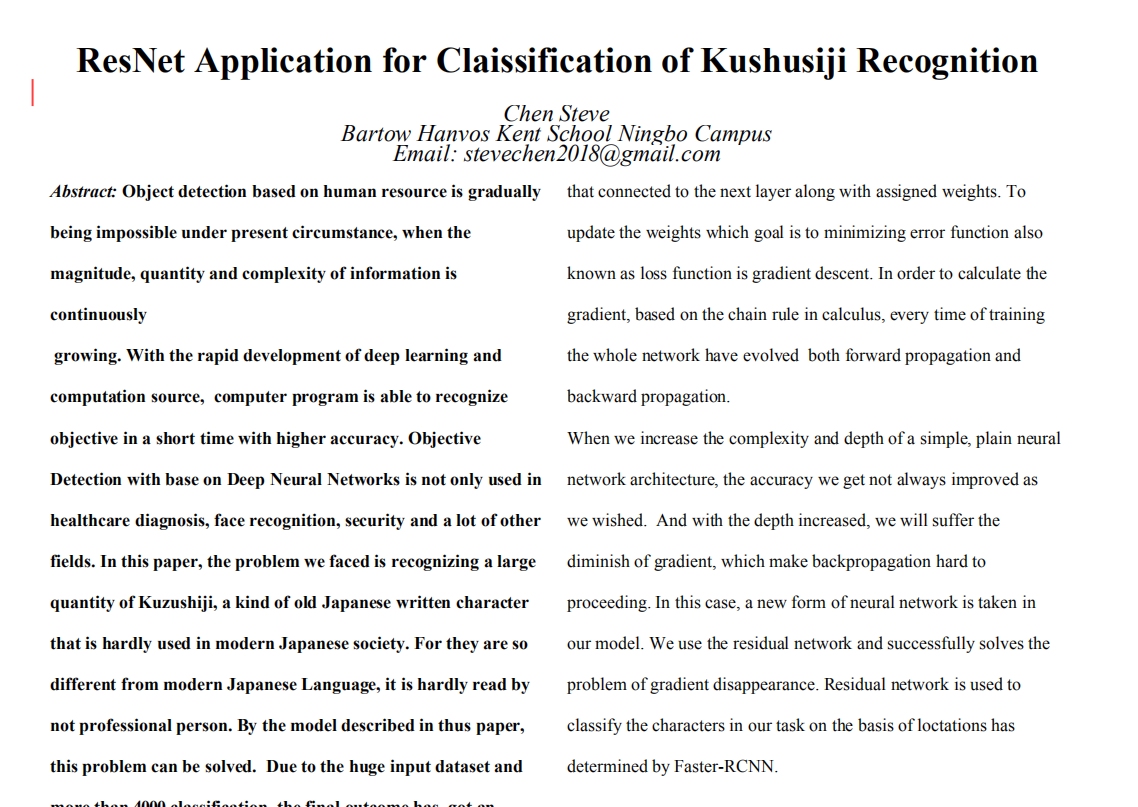 ResNet Application for Claissification of Kushusiji Recognition
Chen Steve
Bartow Hanvos Kent School Ningbo Campus
Email: stevechen2018@gmail.com
Abstract: Object detection based on human resource is gradually
being impossible under present circumstance, when the
magnitude, quantity and complexity of information is
continuously
growing. With the rapid development of deep learning and
computation source, computer program is able to recognize
objective in a short time with higher accuracy. Objective
Detection with base on Deep Neural Networks is not only used in
healthcare diagnosis, face recognition, security and a lot of other
fields. In this paper, the problem we faced is recognizing a large
quantity of Kuzushiji, a kind of old Japanese written character
that is hardly used in modern Japanese society. For they are so
different from modern Japanese Language, it is hardly read by
not professional person. By the model described in thus paper,
this problem can be solved. Due to the huge input dataset and
more than 4000 classification, the final outcome has got an
that connected to the next layer along with assigned weights. To
update the weights which goal is to minimizing error function also
known as loss function is gradient descent. In order to calculate the
gradient, based on the chain rule in calculus, every time of training
the whole network have evolved both forward propagation and
backward propagation.
When we increase the complexity and depth of a simple, plain neural
network architecture, the accuracy we get not always improved as
we wished. And with the depth increased, we will suffer the
diminish of gradient, which make backpropagation hard to
proceeding. In this case, a new form of neural network is taken in
our model. We use the residual network and successfully solves the
problem of gradient disappearance. Residual network is used to
classify the characters in our task on the basis of loctations has
determined by Faster-RCNN.